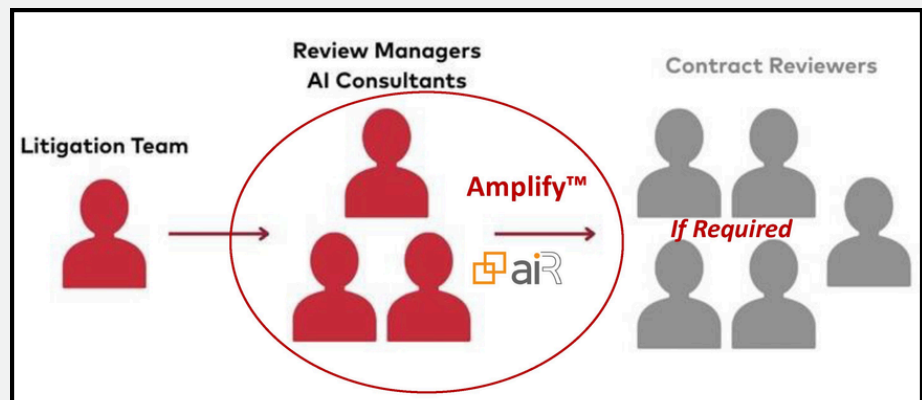 Review Managers
AI Consultants
Contract Reviewers
Litigation Team
Amplify™
If Required
aiR